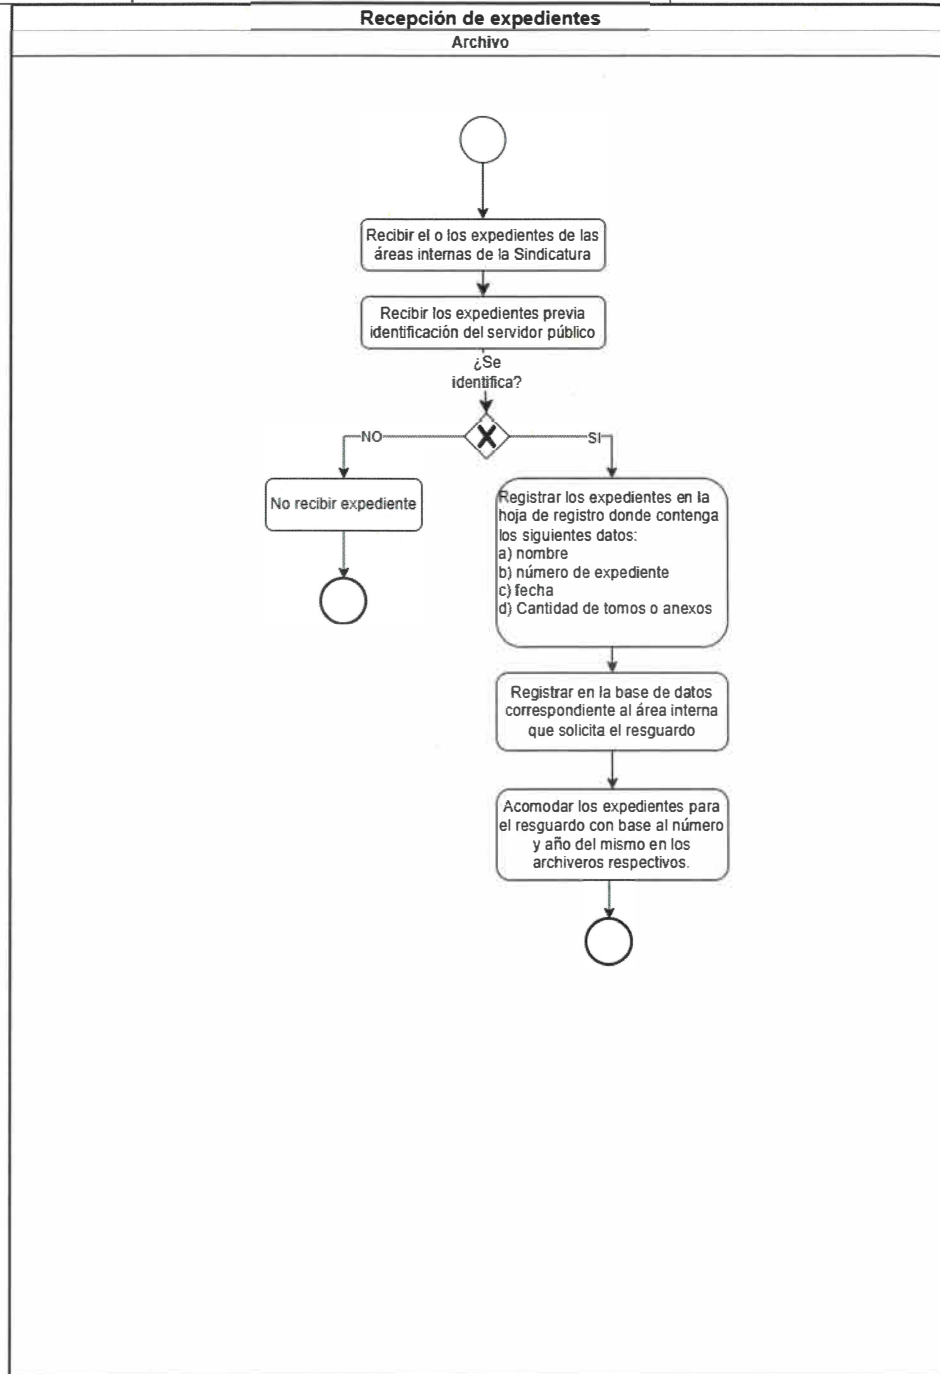 Recepción de expedientes
Archivo
Recibir el o los expedientes de las
áreas internas de la Sindicatura
Recibir los expedientes previa
identificación del servidor público
¿Se
identifica?
NO
SI
No recibir expediente
Registrar los expedientes en la
hoja de registro donde contenga
los siguientes datos:
a) nombre
b) número de expediente
c) fecha
d) Cantidad de tomos o anexos
Registrar en la base de datos
correspondiente al área interna
que solicita el resguardo
Acomodar los expedientes para
el resguardo con base al número
y año del mismo en los
archiveros respectivos.